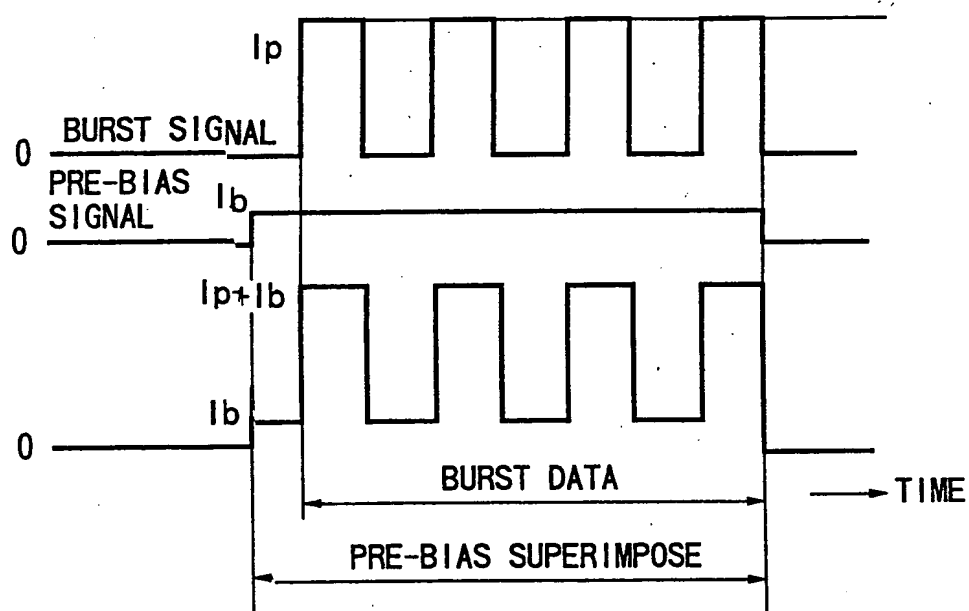 Ip
0 BURST SIGNAL
PRE-BIAS
SIGNAL
Ib
0
Ip+Ib
Ib
0
BURST DATA
TIME
PRE-BIAS SUPERIMPOSE